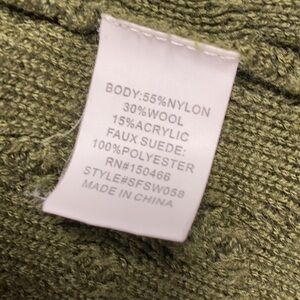 BODY:55%NYLON
30%WOOL
15%ACRYLIC
FAUX SUEDE:
100%POLYESTER
RN#150466
STYLE#SFSW058
MADE IN CHINA